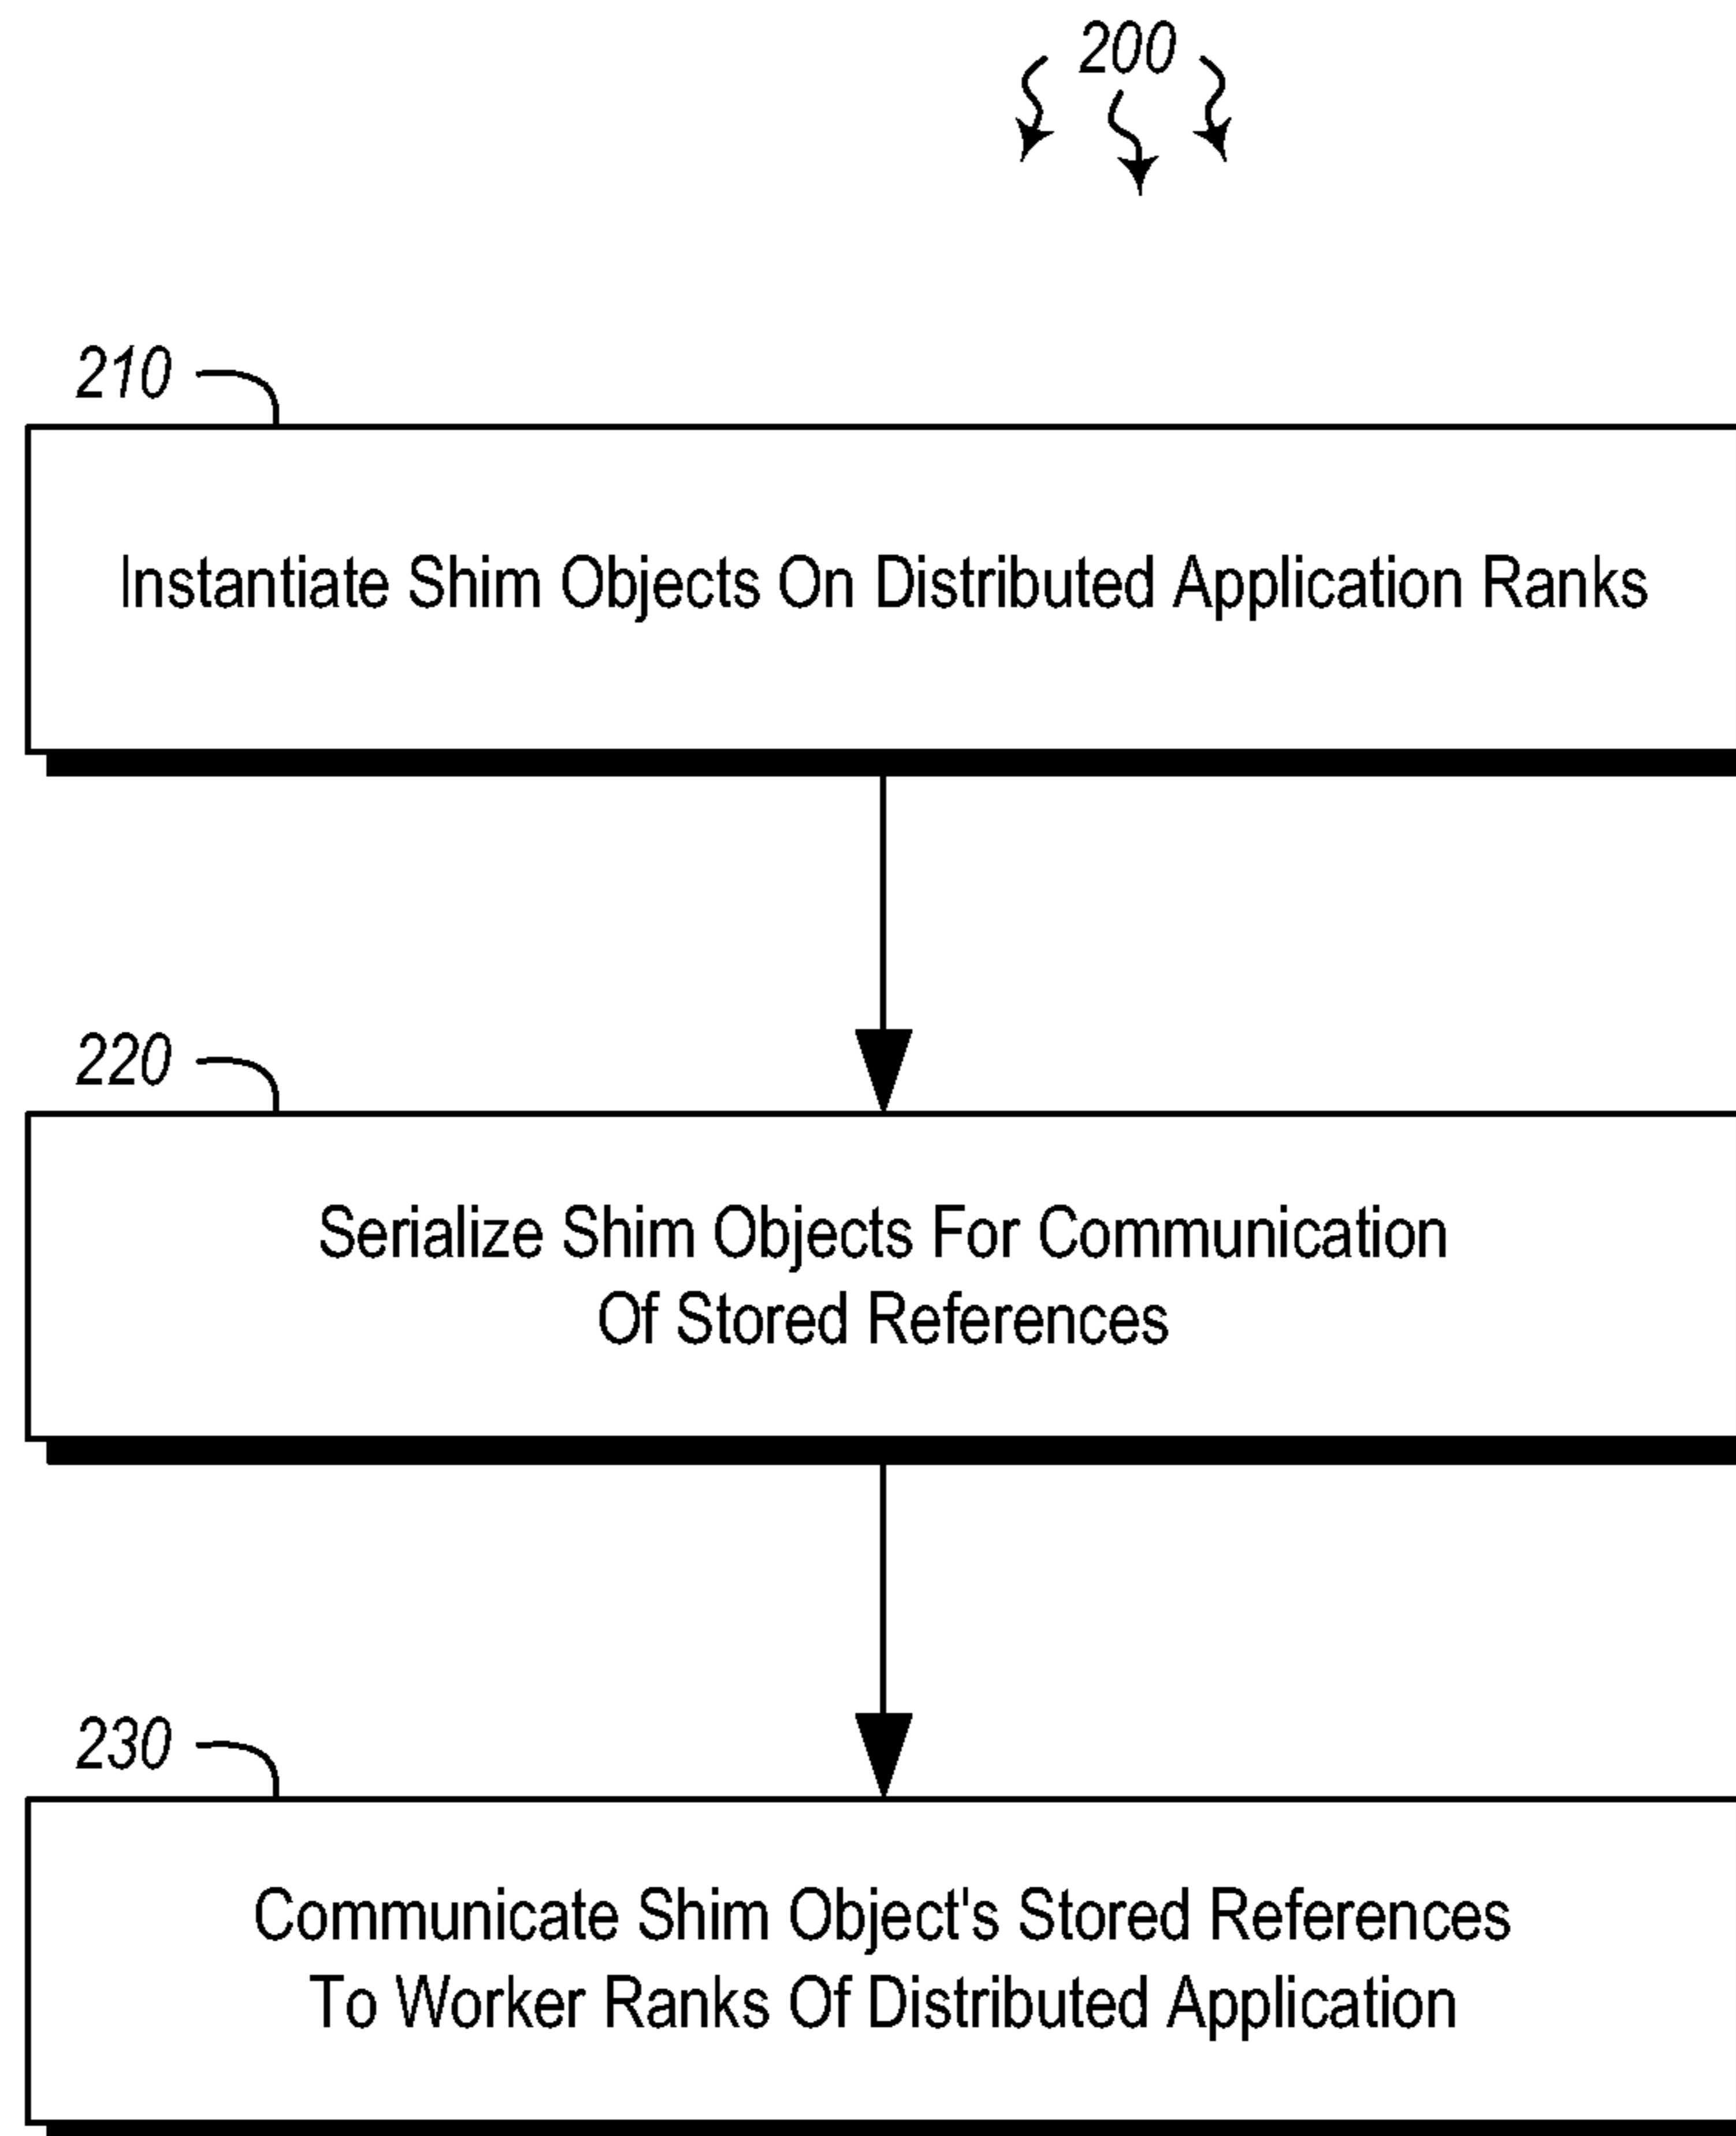 200
210
Instantiate Shim Objects On Distributed Application Ranks
220
Serialize Shim Objects For Communication
Of Stored References
230
Communicate Shim Object's Stored References
To Worker Ranks Of Distributed Application